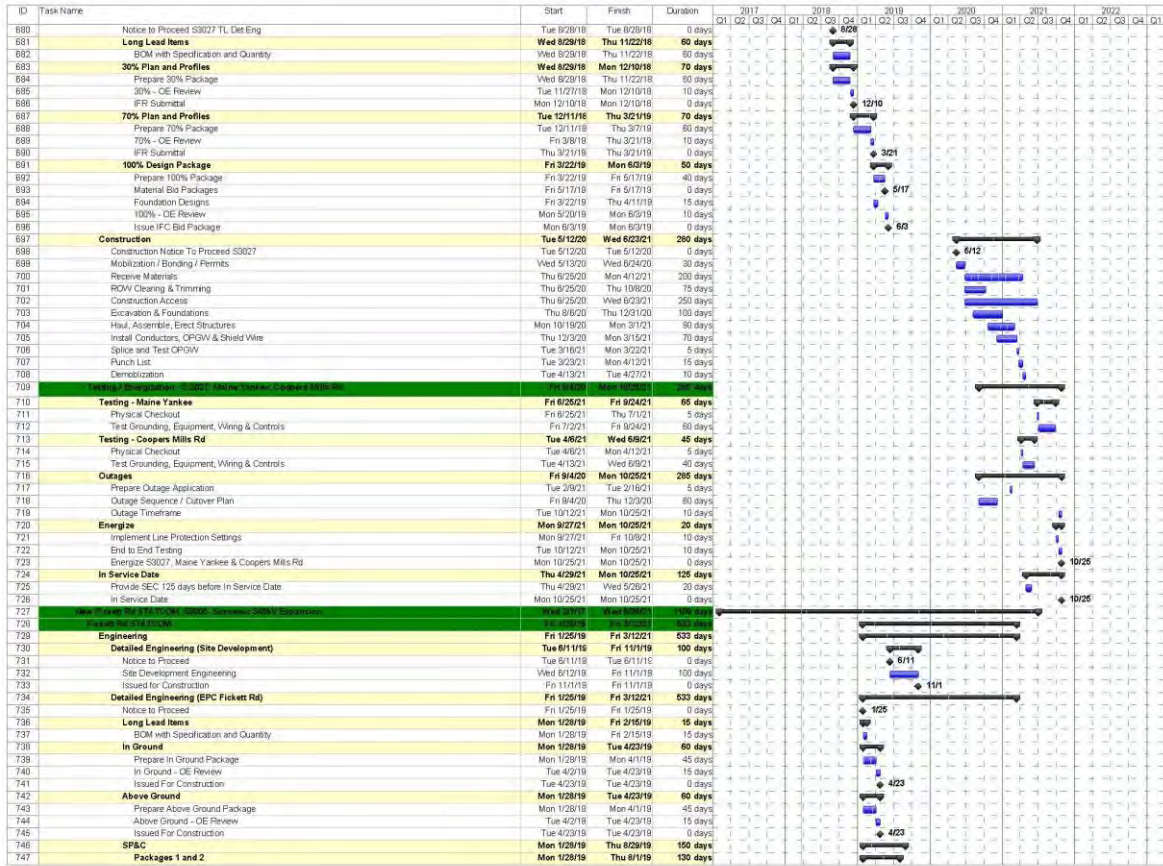 ID Task Name Start Finish Duration 2017 2018 2019 2020 2021 2022
Q1 Q2 Q3 Q4 Q1 Q2 Q3 Q4 Q1 Q2 Q3 Q4 Q1 Q2 Q3 Q4 Q1 Q2 Q3 Q4 Q1 Q2 Q3 Q4 Q1
680 Notice to Proceed S3027 TL Det Eng Tue 8/28/18 Tue 8/28/18 0 days 8/28
681 Long Lead Items Wed 8/29/18 Thu 11/22/18 60 days
682 BOM with Specification and Quantity Wed 8/29/18 Thu 11/22/18 60 days
683 30% Plan and Profiles Wed 8/29/18 Mon 12/10/18 70 days
684 Prepare 30% Package Wed 8/29/18 Thu 11/22/18 60 days
685 30% - OE Review Tue 11/27/18 Mon 12/10/18 10 days
686 IFR Submittal Mon 12/10/18 Mon 12/10/18 0 days 12/10
687 70% Plan and Profiles Tue 12/11/18 Thu 3/21/19 70 days
688 Prepare 70% Package Tue 12/11/18 Thu 3/7/19 60 days
689 70% - OE Review Fri 3/8/19 Thu 3/21/19 10 days
690 IFR Submittal Thu 3/21/19 Thu 3/21/19 0 days 3/21
691 100% Design Package Fri 3/22/19 Mon 6/3/19 50 days
692 Prepare 100% Package Fri 3/22/19 Fri 5/17/19 40 days
693 Material Bid Packages Fri 5/17/19 Fri 5/17/19 0 days 5/17
694 Foundation Designs Fri 3/22/19 Thu 4/11/19 15 days
695 100% - OE Review Mon 5/20/19 Mon 6/3/19 10 days
696 Issue IFC Bid Package Mon 6/3/19 Mon 6/3/19 0 days 6/3
697 Construction Tue 5/12/20 Wed 6/23/21 280 days
698 Construction Notice To Proceed S3027 Tue 5/12/20 Tue 5/12/20 0 days 5/12
699 Mobilization / Bonding / Permits Wed 5/13/20 Wed 6/24/20 30 days
700 Receive Materials Thu 6/25/20 Mon 4/12/21 200 days
701 ROW Clearing & Trimming Thu 6/25/20 Thu 10/8/20 75 days
702 Construction Access Thu 6/25/20 Wed 6/23/21 250 days
703 Excavation & Foundations Thu 8/6/20 Thu 12/31/20 100 days
704 Haul, Assemble, Erect Structures Mon 10/19/20 Mon 3/1/21 90 days
705 Install Conductors, OPGW & Shield Wire Thu 12/3/20 Mon 3/15/21 70 days
706 Splice and Test OPGW Tue 3/16/21 Mon 3/22/21 5 days
707 Punch List Tue 3/23/21 Mon 4/12/21 15 days
708 Demoblization Tue 4/13/21 Tue 4/27/21 10 days
709 Testing / Energization - S3027, Maine Yankee, Coopers Mills Rd Fri 9/4/20 Mon 10/25/21 285 days
710 Testing - Maine Yankee Fri 6/25/21 Fri 9/24/21 65 days
711 Physical Checkout Fri 6/25/21 Thu 7/1/21 5 days
712 Test Grounding, Equipment, Wiring & Controls Fri 7/2/21 Fri 9/24/21 60 days
713 Testing - Coopers Mills Rd Tue 4/6/21 Wed 6/9/21 45 days
714 Physical Checkout Tue 4/6/21 Mon 4/12/21 5 days
715 Test Grounding, Equipment, Wiring & Controls Tue 4/13/21 Wed 6/9/21 40 days
716 Outages Fri 9/4/20 Mon 10/25/21 285 days
717 Prepare Outage Application Tue 2/9/21 Tue 2/16/21 5 days
718 Outage Sequence / Cutover Plan Fri 9/4/20 Thu 12/3/20 60 days
719 Outage Timeframe Tue 10/12/21 Mon 10/25/21 10 days
720 Energize Mon 9/27/21 Mon 10/25/21 20 days
721 Implement Line Protection Settings Mon 9/27/21 Fri 10/8/21 10 days
722 End to End Testing Tue 10/12/21 Mon 10/25/21 10 days
723 Energize S3027, Maine Yankee & Coopers Mills Rd Mon 10/25/21 Mon 10/25/21 0 days 10/25
724 In Service Date Thu 4/29/21 Mon 10/25/21 125 days
725 Provide SEC 125 days before In Service Date Thu 4/29/21 Wed 5/26/21 20 days
726 In Service Date Mon 10/25/21 Mon 10/25/21 0 days 10/25
727 New Fickett Rd STATCOM, S3005, Surowiec 345kV Expansion Wed 3/1/17
728 Fickett Rd STATCOM Fri 1/25/19 Fri 3/12/21 533 days
729 Engineering Fri 1/25/19 Fri 3/12/21 533 days
730 Detailed Engineering (Site Development) Tue 6/11/19 Fri 11/1/19 100 days
731 Notice to Proceed Tue 6/11/19 Tue 6/11/19 0 days 6/11
732 Site Development Engineering Wed 6/12/19 Fri 11/1/19 100 days
733 Issued for Construction Fri 11/1/19 Fri 11/1/19 0 days 11/1
734 Detailed Engineering (EPC Fickett Rd) Fri 1/25/19 Fri 3/12/21 533 days
735 Notice to Proceed Fri 1/25/19 Fri 1/25/19 0 days 1/25
736 Long Lead Items Mon 1/28/19 Fri 2/15/19 15 days
737 BOM with Specification and Quantity Mon 1/28/19 Fri 2/15/19 15 days
738 In Ground Mon 1/28/19 Tue 4/23/19 60 days
739 Prepare In Ground Package Mon 1/28/19 Mon 4/1/19 45 days
740 In Ground - OE Review Tue 4/2/19 Tue 4/23/19 15 days
741 Issued For Construction Tue 4/23/19 Tue 4/23/19 0 days 4/23
742 Above Ground Mon 1/28/19 Tue 4/23/19 60 days
743 Prepare Above Ground Package Mon 1/28/19 Mon 4/1/19 45 days
744 Above Ground - OE Review Tue 4/2/19 Tue 4/23/19 15 days
745 Issued For Construction Tue 4/23/19 Tue 4/23/19 0 days 4/23
746 SP&C Mon 1/28/19 Thu 8/29/19 150 days
747 Packages 1 and 2 Mon 1/28/19 Thu 8/1/19 130 days